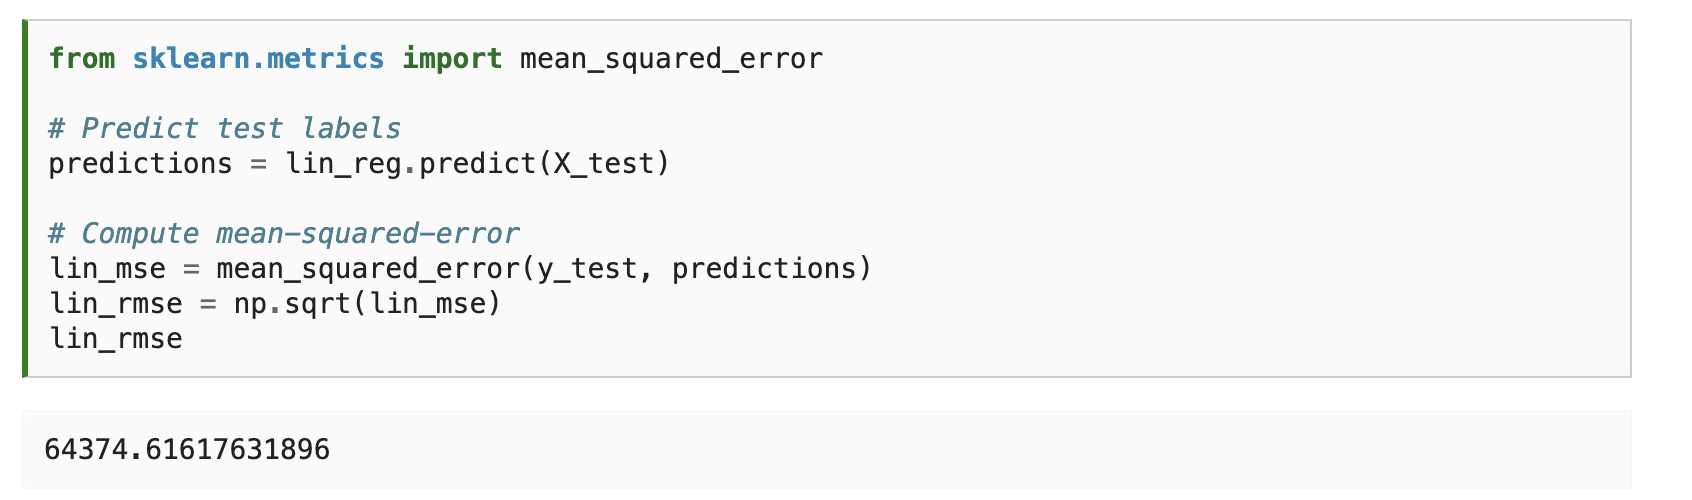 from sklearn.metrics import mean_squared_error
# Predict test labels
predictions = lin_reg.predict(X_test)
# Compute mean-squared-error
lin_mse = mean_squared_error(y_test, predictions)
lin_rmse = np.sqrt(lin_mse)
lin_rmse
64374.61617631896